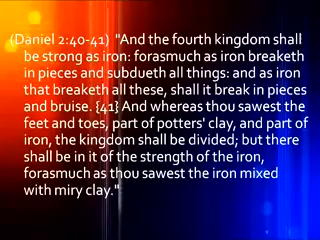 (Daniel 2:40-41) "And the fourth kingdom shall
be strong as iron: forasmuch as iron breaketh
in pieces and subdueth all things: and as iron
that breaketh all these, shall it break in pieces
and bruise. {41} And whereas thou sawest the
feet and toes, part of potters' clay, and part of
iron, the kingdom shall be divided; but there
shall be in it of the strength of the iron,
forasmuch as thou sawest the iron mixed
with miry clay."